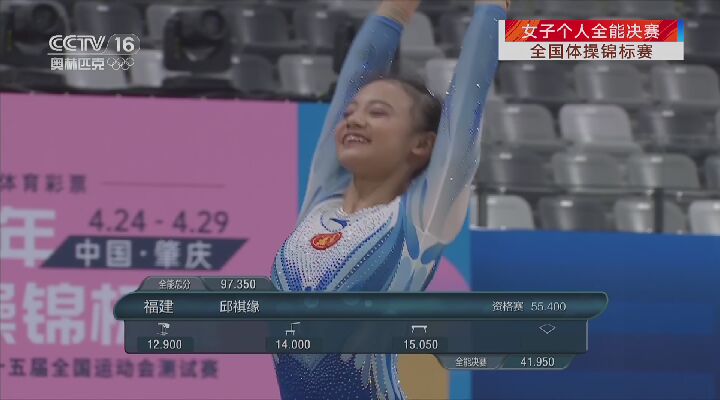 CCTV 16
奥林匹克
女子个人全能决赛
全国体操锦标赛
体育彩票
年
4.24 - 4.29
中国·肇庆
操锦标
十五届全国运动会测试赛
全能总分 97.350
福建 邱祺缘 资格赛 55.400
12.900 14.000 15.050
全能决赛 41.950